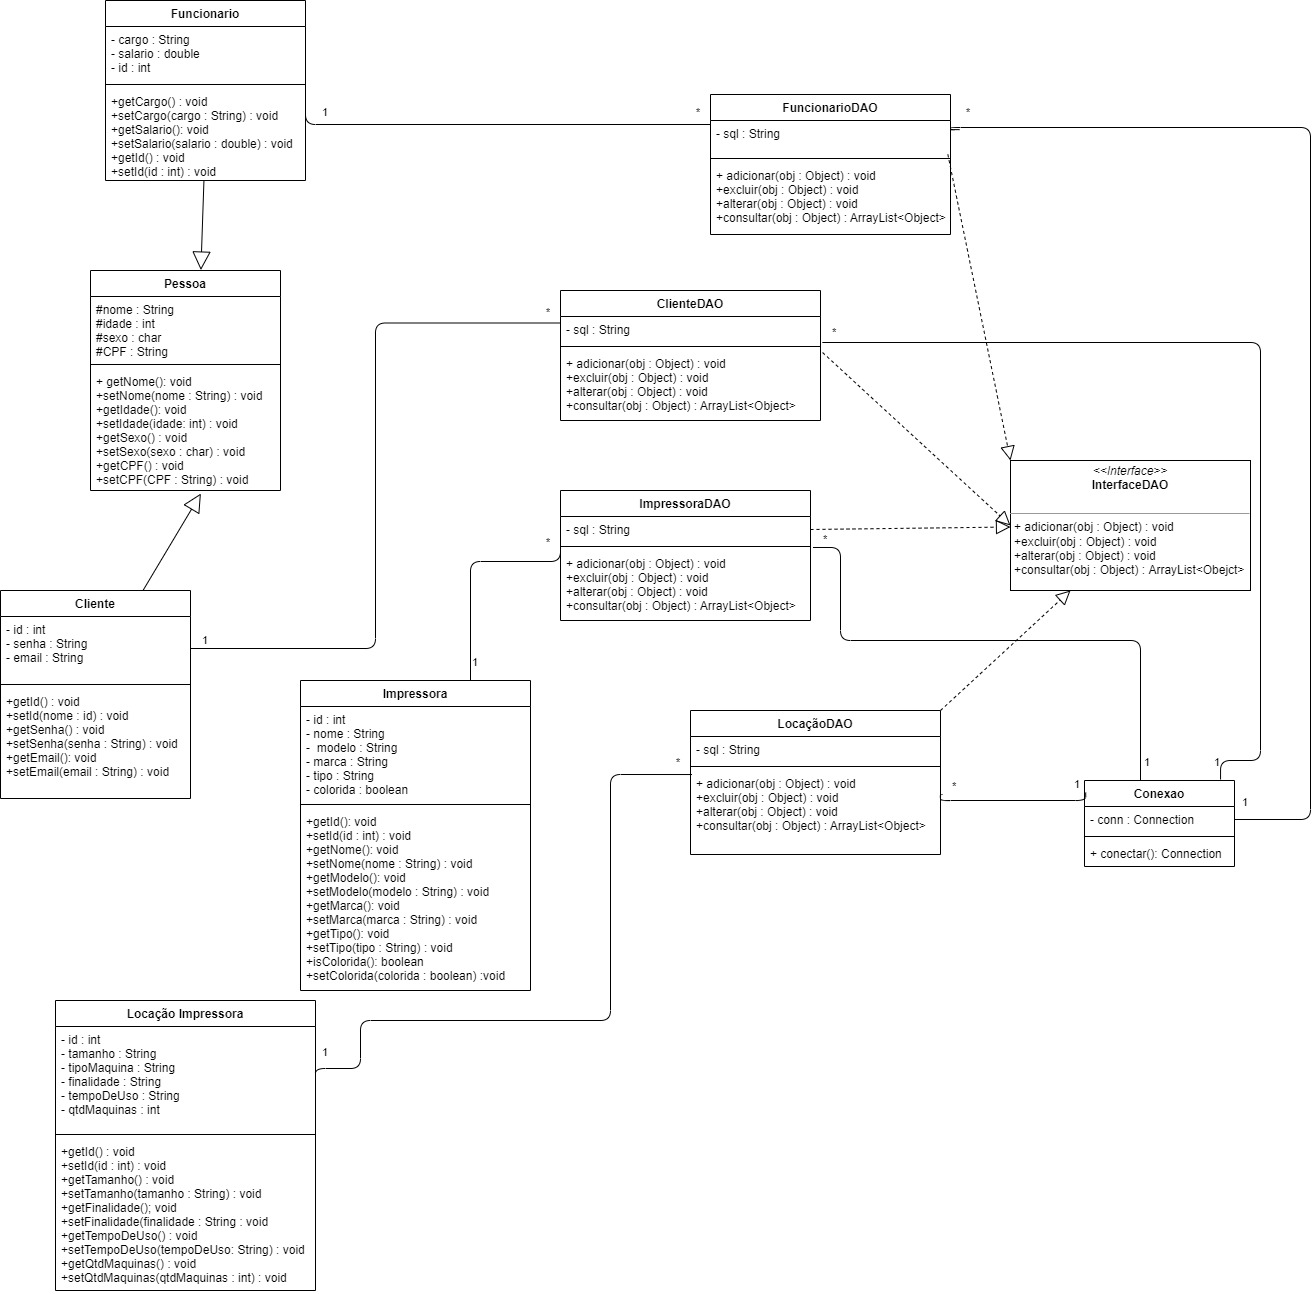 Funcionario
- cargo : String
- salario : double
- id : int
+getCargo() : void
+setCargo(cargo : String) : void
+getSalario(): void
+setSalario(salario : double) : void
+getId() : void
+setId(id : int) : void
1
*
FuncionarioDAO
- sql : String
+ adicionar(obj : Object) : void
+excluir(obj : Object) : void
+alterar(obj : Object) : void
+consultar(obj : Object) : ArrayList<Object>
*
Pessoa
#nome : String
#idade : int
#sexo : char
#CPF : String
+ getNome(): void
+setNome(nome : String) : void
+getIdade(): void
+setIdade(idade: int) : void
+getSexo() : void
+setSexo(sexo : char) : void
+getCPF() : void
+setCPF(CPF : String) : void
*
ClienteDAO
- sql : String
+ adicionar(obj : Object) : void
+excluir(obj : Object) : void
+alterar(obj : Object) : void
+consultar(obj : Object) : ArrayList<Object>
*
<<Interface>>
InterfaceDAO
+ adicionar(obj : Object) : void
+excluir(obj : Object) : void
+alterar(obj : Object) : void
+consultar(obj : Object) : ArrayList<Obejct>
*
ImpressoraDAO
- sql : String
+ adicionar(obj : Object) : void
+excluir(obj : Object) : void
+alterar(obj : Object) : void
+consultar(obj : Object) : ArrayList<Object>
*
Cliente
- id : int
- senha : String
- email : String
+getId() : void
+setId(nome : id) : void
+getSenha() : void
+setSenha(senha : String) : void
+getEmail(): void
+setEmail(email : String) : void
1
1
Impressora
- id : int
- nome : String
-  modelo : String
- marca : String
- tipo : String
- colorida : boolean
+getId(): void
+setId(id : int) : void
+getNome(): void
+setNome(nome : String) : void
+getModelo(): void
+setModelo(modelo : String) : void
+getMarca(): void
+setMarca(marca : String) : void
+getTipo(): void
+setTipo(tipo : String) : void
+isColorida(): boolean
+setColorida(colorida : boolean) :void
*
LocaçãoDAO
- sql : String
+ adicionar(obj : Object) : void
+excluir(obj : Object) : void
+alterar(obj : Object) : void
+consultar(obj : Object) : ArrayList<Object>
*
1
1
1
1
Conexao
- conn : Connection
+ conectar(): Connection
Locação Impressora
- id : int
- tamanho : String
- tipoMaquina : String
- finalidade : String
- tempoDeUso : String
- qtdMaquinas : int
+getId() : void
+setId(id : int) : void
+getTamanho() : void
+setTamanho(tamanho : String) : void
+getFinalidade(); void
+setFinalidade(finalidade : String : void
+getTempoDeUso() : void
+setTempoDeUso(tempoDeUso: String) : void
+getQtdMaquinas() : void
+setQtdMaquinas(qtdMaquinas : int) : void
1